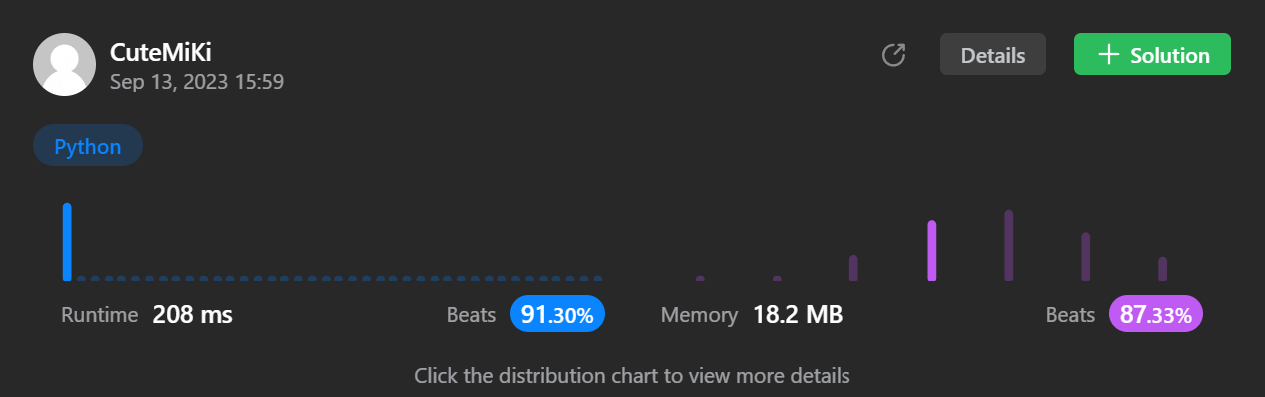 CuteMiKi
Sep 13, 2023 15:59
Details
Solution
Python
Runtime 208 ms
Beats 91.30%
Memory 18.2 MB
Beats 87.33%
Click the distribution chart to view more details